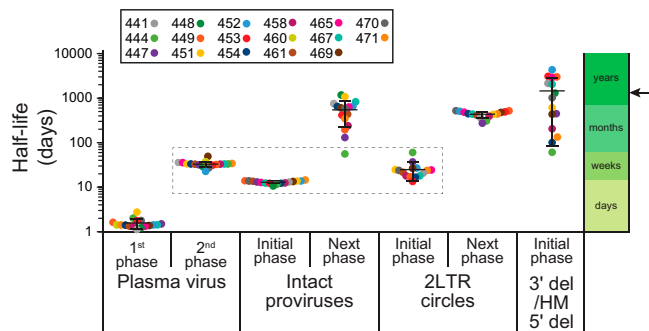 441 448 452 458 465 470
444 449 453 460 467 471
447 451 454 461 469
Half-life
(days)
10000
1000
100
10
1
years
months
weeks
days
1st phase
2nd phase
Initial phase
Next phase
Initial phase
Next phase
Initial phase
Plasma virus
Intact proviruses
2LTR circles
3' del /HM 5' del